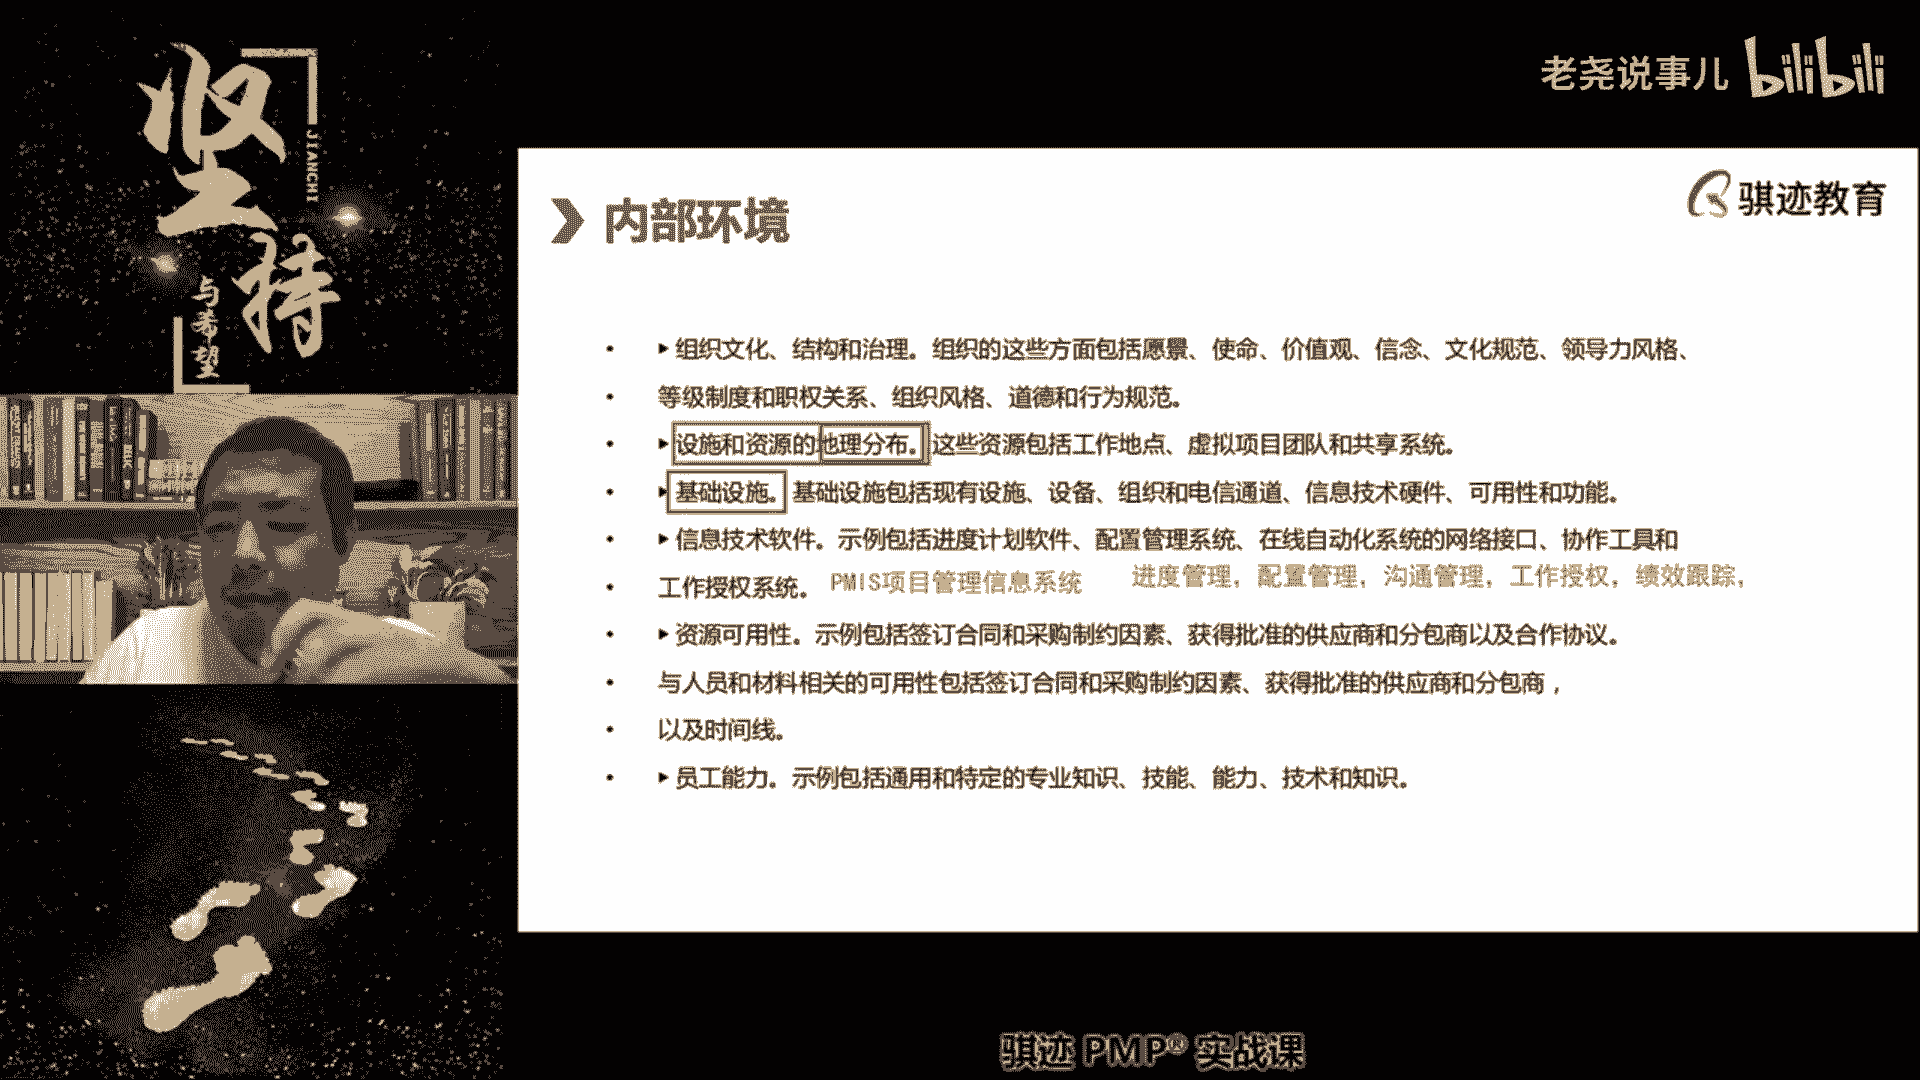 坚
JIANCHI
持
与希望
老尧说事儿 bilibili
骐迹教育
内部环境
组织文化、结构和治理。组织的这些方面包括愿景、使命、价值观、信念、文化规范、领导力风格、
等级制度和职权关系、组织风格、道德和行为规范。
设施和资源的地理分布。这些资源包括工作地点、虚拟项目团队和共享系统。
基础设施。基础设施包括现有设施、设备、组织和电信通道、信息技术硬件、可用性和功能。
信息技术软件。示例包括进度计划软件、配置管理系统、在线自动化系统的网络接口、协作工具和
工作授权系统。 PMIS项目管理信息系统 进度管理，配置管理，沟通管理，工作授权，绩效跟踪，
资源可用性。示例包括签订合同和采购制约因素、获得批准的供应商和分包商以及合作协议。
与人员和材料相关的可用性包括签订合同和采购制约因素、获得批准的供应商和分包商，
以及时间线。
员工能力。示例包括通用和特定的专业知识、技能、能力、技术和知识。
骐迹 PMP® 实战课